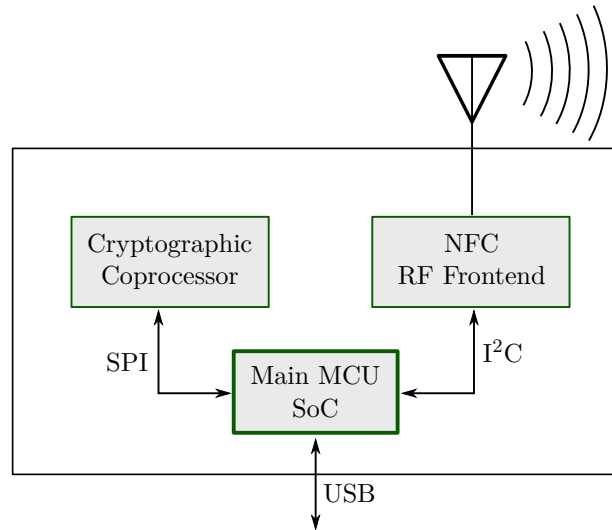 Cryptographic
Coprocessor
NFC
RF Frontend
SPI
I²C
Main MCU
SoC
USB